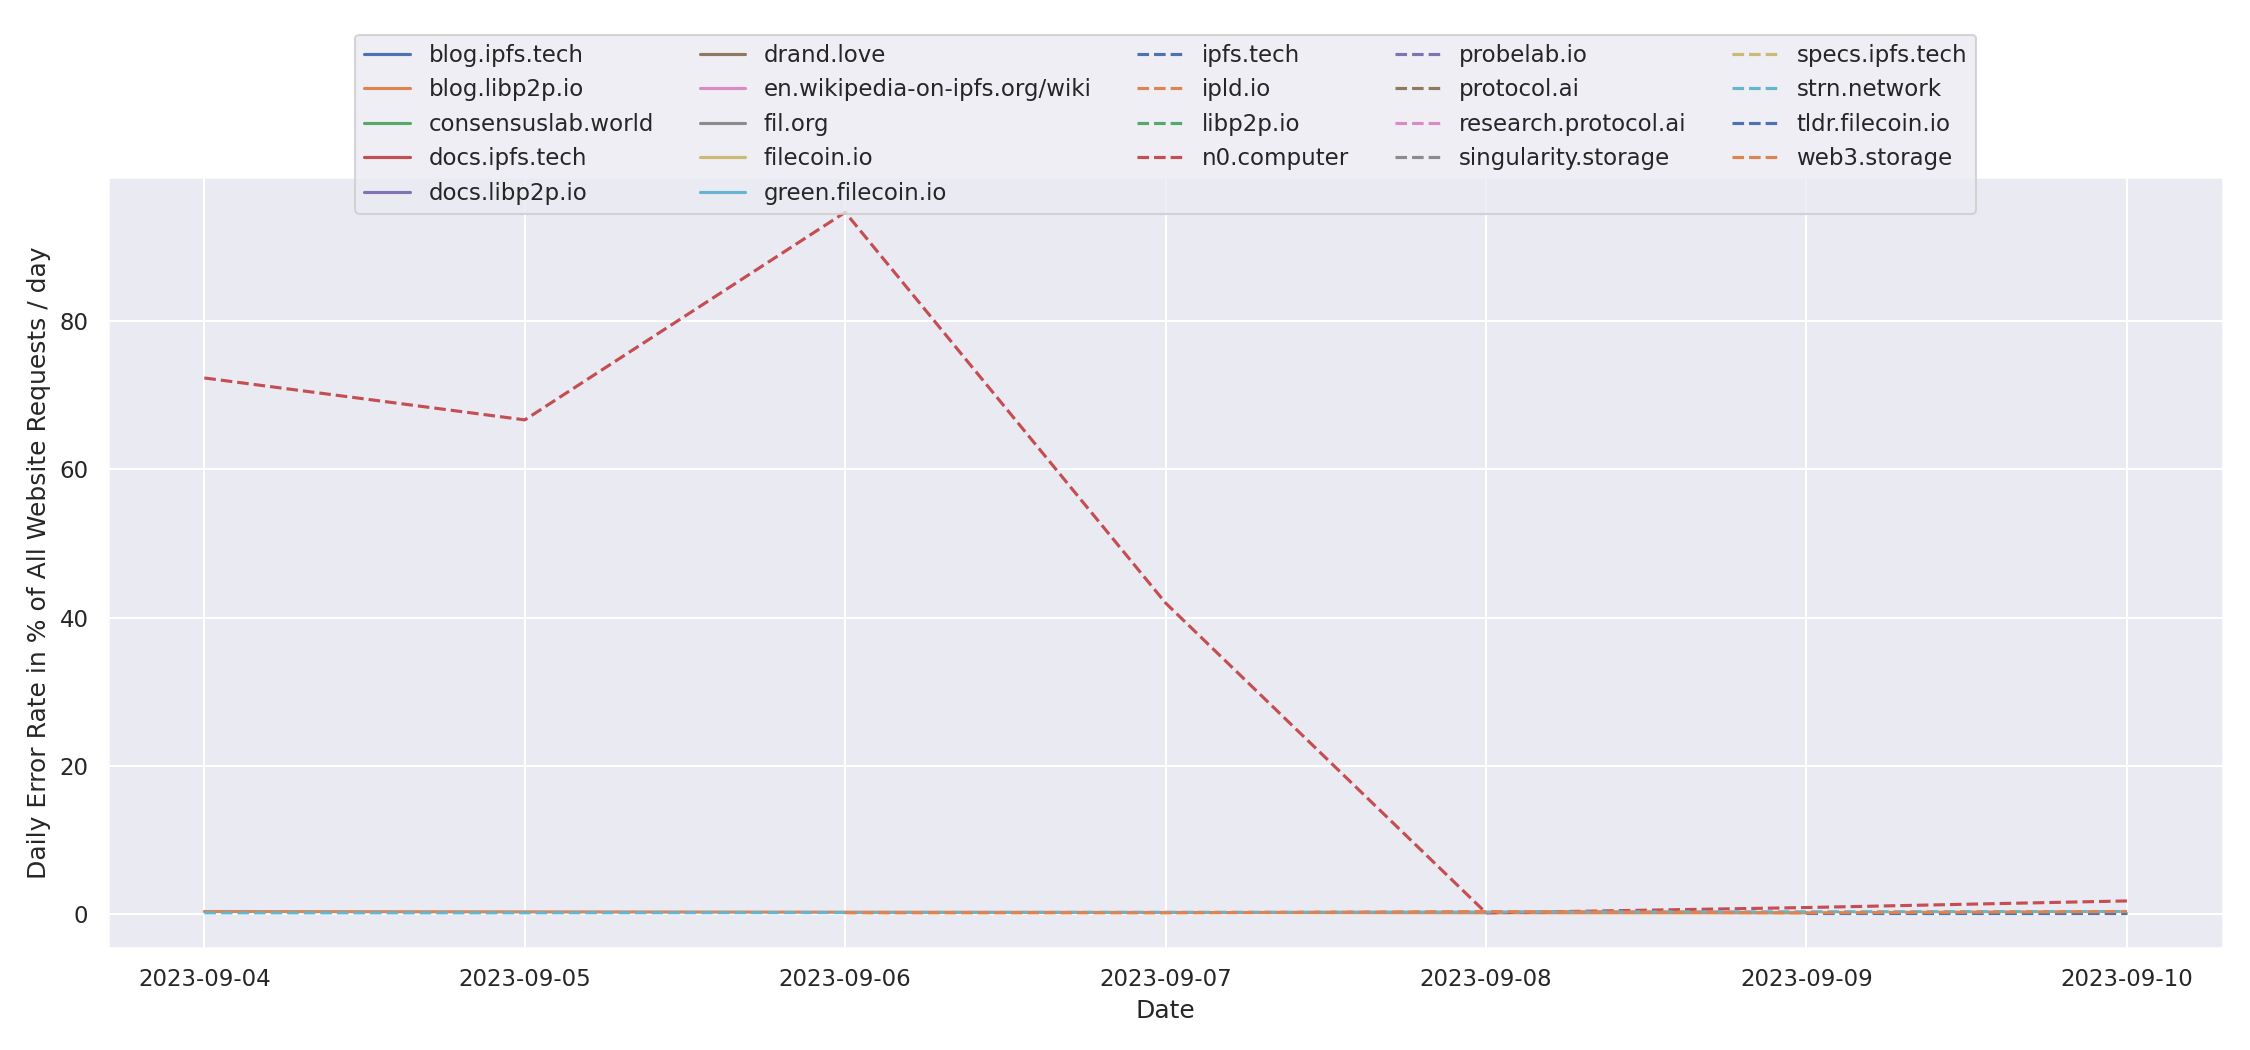 blog.ipfs.tech
blog.libp2p.io
consensuslab.world
docs.ipfs.tech
docs.libp2p.io
drand.love
en.wikipedia-on-ipfs.org/wiki
fil.org
filecoin.io
green.filecoin.io
ipfs.tech
ipld.io
libp2p.io
n0.computer
probelab.io
protocol.ai
research.protocol.ai
singularity.storage
specs.ipfs.tech
strn.network
tldr.filecoin.io
web3.storage
Daily Error Rate in % of All Website Requests / day
80
60
40
20
0
2023-09-04
2023-09-05
2023-09-06
2023-09-07
2023-09-08
2023-09-09
2023-09-10
Date